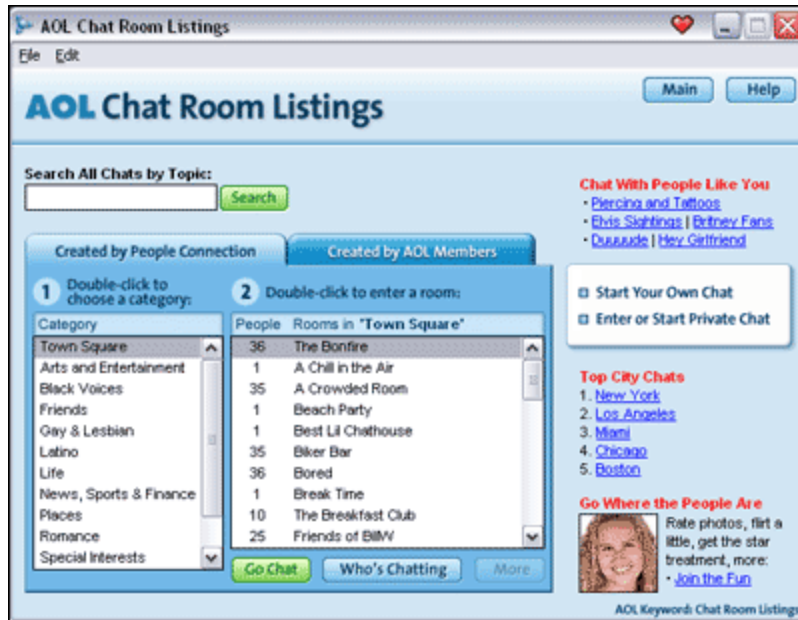 AOL Chat Room Listings
File Edit
AOL Chat Room Listings
Main Help
Search All Chats by Topic:
Search
Created by People Connection
Created by AOL Members
1 Double-click to
choose a category:
2 Double-click to enter a room:
Category
Town Square
Arts and Entertainment
Black Voices
Friends
Gay & Lesbian
Latino
Life
News, Sports & Finance
Places
Romance
Special Interests
People Rooms in "Town Square"
36 The Bonfire
1 A Chill in the Air
35 A Crowded Room
1 Beach Party
1 Best Lil Chathouse
35 Biker Bar
36 Bored
1 Break Time
10 The Breakfast Club
25 Friends of BillW
Go Chat Who's Chatting More
Chat With People Like You
· Piercing and Tattoos
· Elvis Sightings | Britney Fans
· Duuuude | Hey Girlfriend
Start Your Own Chat
Enter or Start Private Chat
Top City Chats
1. New York
2. Los Angeles
3. Miami
4. Chicago
5. Boston
Go Where the People Are
Rate photos, flirt a
little, get the star
treatment, more:
· Join the Fun
AOL Keyword: Chat Room Listings